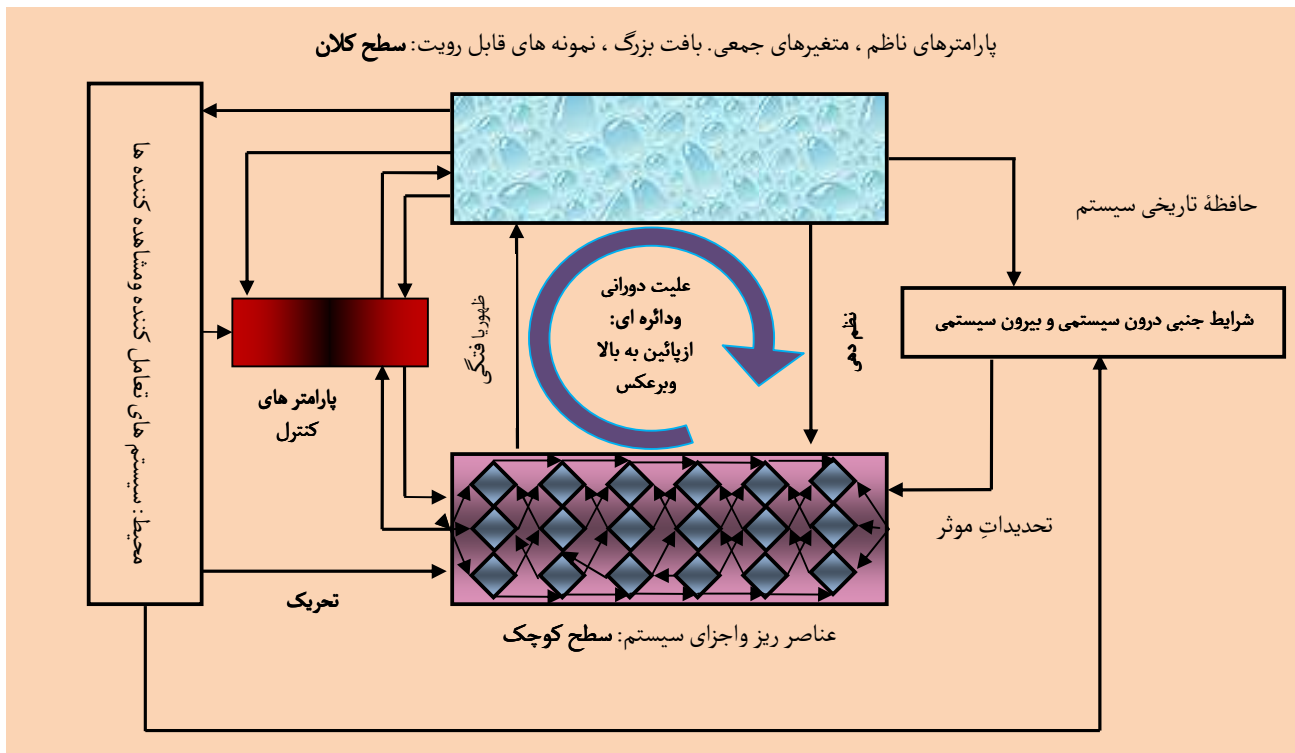 پارامترهای ناظم ، متغیرهای جمعی. بافت بزرگ ، نمونه های قابل رویت: سطح کلان
حافظهٔ تاریخی سیستم
شرایط جنبی درون سیستمی و بیرون سیستمی
تحدیداتِ موثر
نظم دهی
علیت دورانی
ودائره ای:
ازپائین به بالا
وبرعکس
ظهوریافتگی
پارامتر های
کنترل
محیط: سیستم های تعامل کننده ومشاهده کننده ها
تحریک
عناصر ریز واجزای سیستم: سطح کوچک